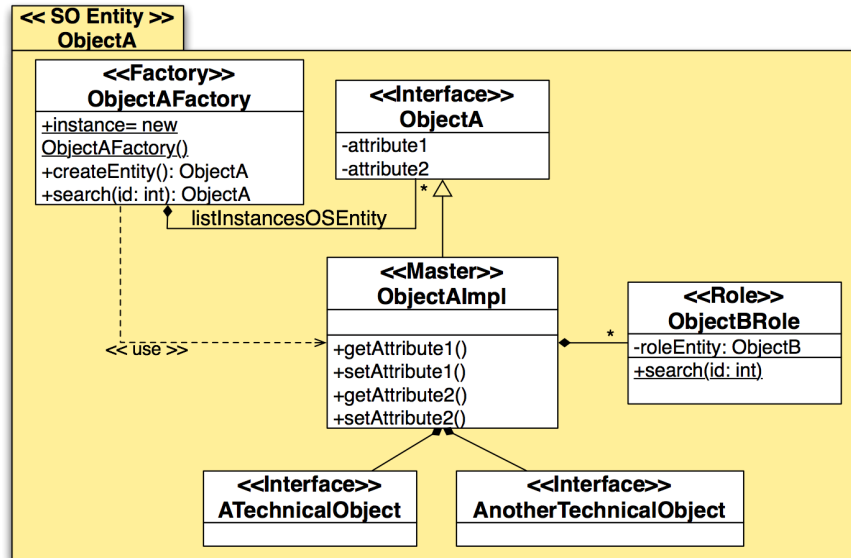 << SO Entity >>
ObjectA
<<Factory>>
ObjectAFactory
+instance= new
ObjectAFactory()
+createEntity(): ObjectA
+search(id: int): ObjectA
<<Interface>>
ObjectA
-attribute1
-attribute2
*
listInstancesOSEntity
<<Master>>
ObjectAImpl
+getAttribute1()
+setAttribute1()
+getAttribute2()
+setAttribute2()
<< use >>
*
<<Role>>
ObjectBRole
-roleEntity: ObjectB
+search(id: int)
<<Interface>>
ATechnicalObject
<<Interface>>
AnotherTechnicalObject